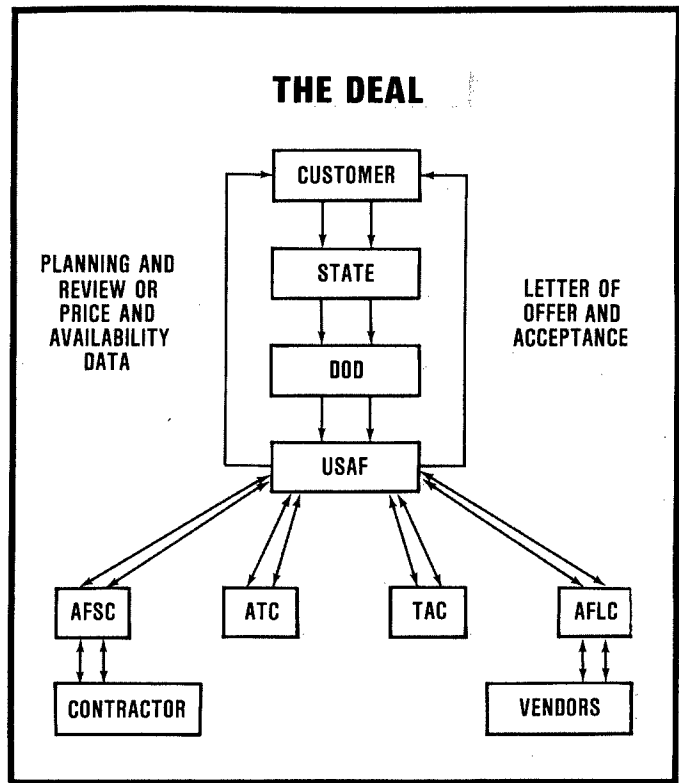 THE DEAL
CUSTOMER
STATE
PLANNING AND
REVIEW OR
PRICE AND
AVAILABILITY
DATA
LETTER OF
OFFER AND
ACCEPTANCE
DOD
USAF
AFSC
ATC
TAC
AFLC
CONTRACTOR
VENDORS